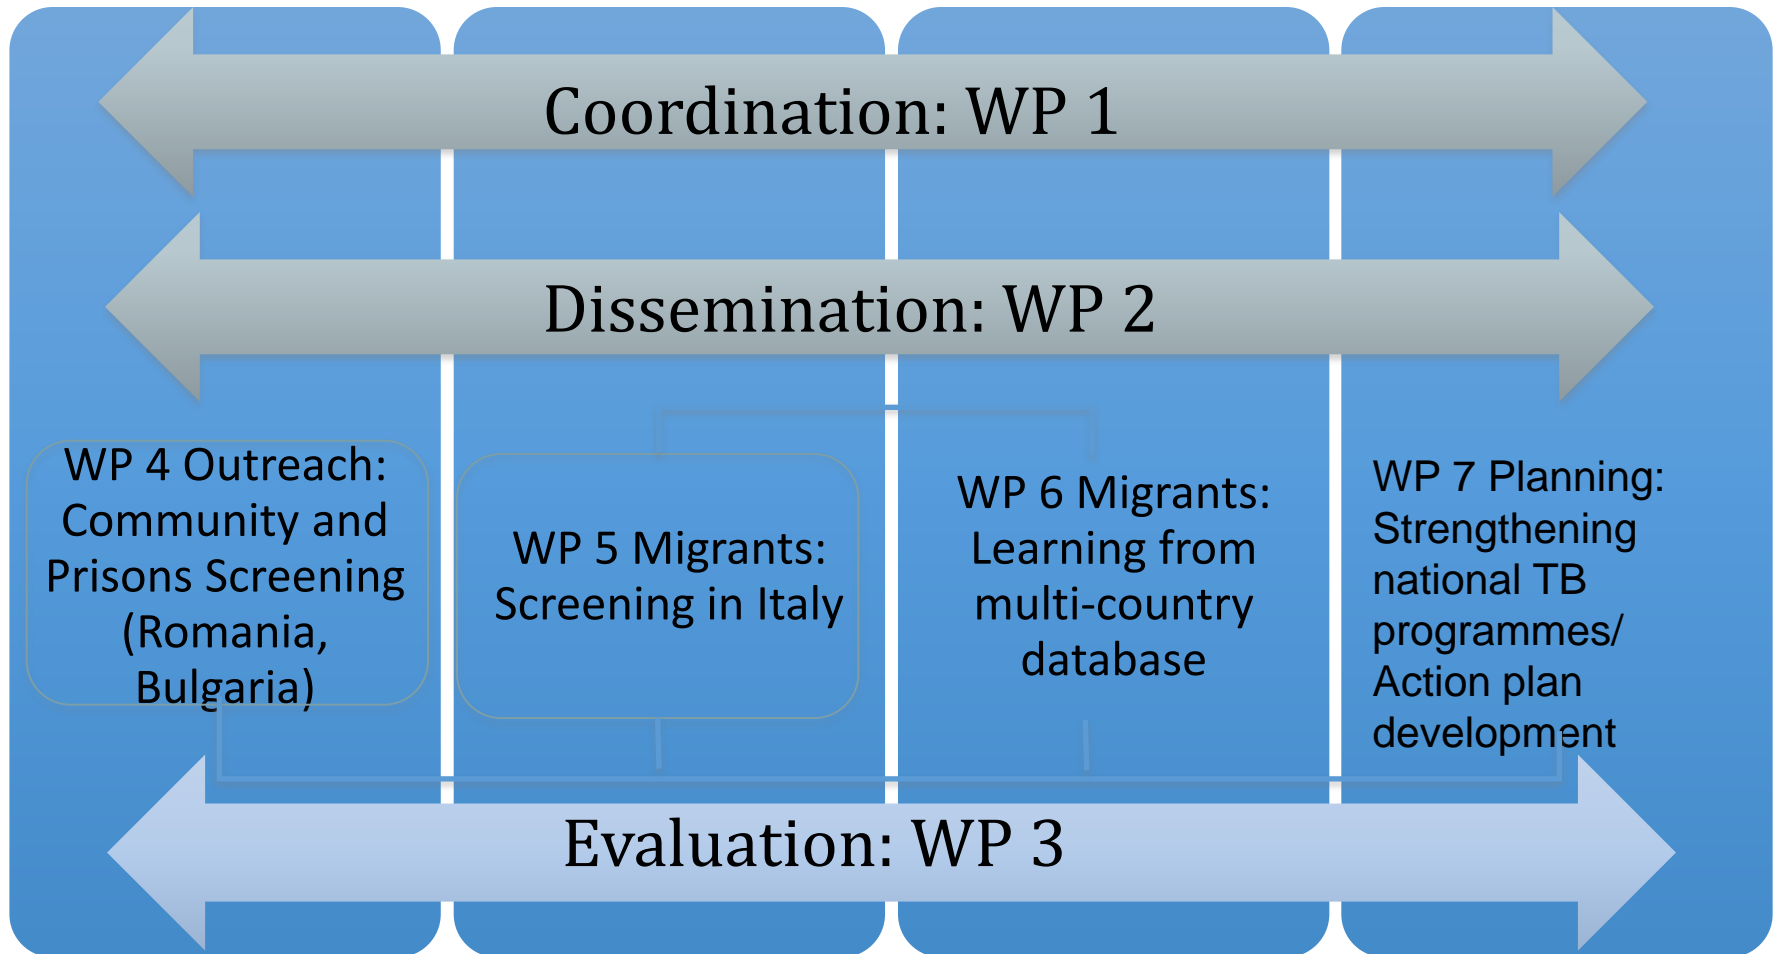 Coordination: WP 1
Dissemination: WP 2
WP 4 Outreach:
Community and
Prisons Screening
(Romania,
Bulgaria)
WP 5 Migrants:
Screening in Italy
WP 6 Migrants:
Learning from
multi-country
database
WP 7 Planning:
Strengthening
national TB
programmes/
Action plan
development
Evaluation: WP 3